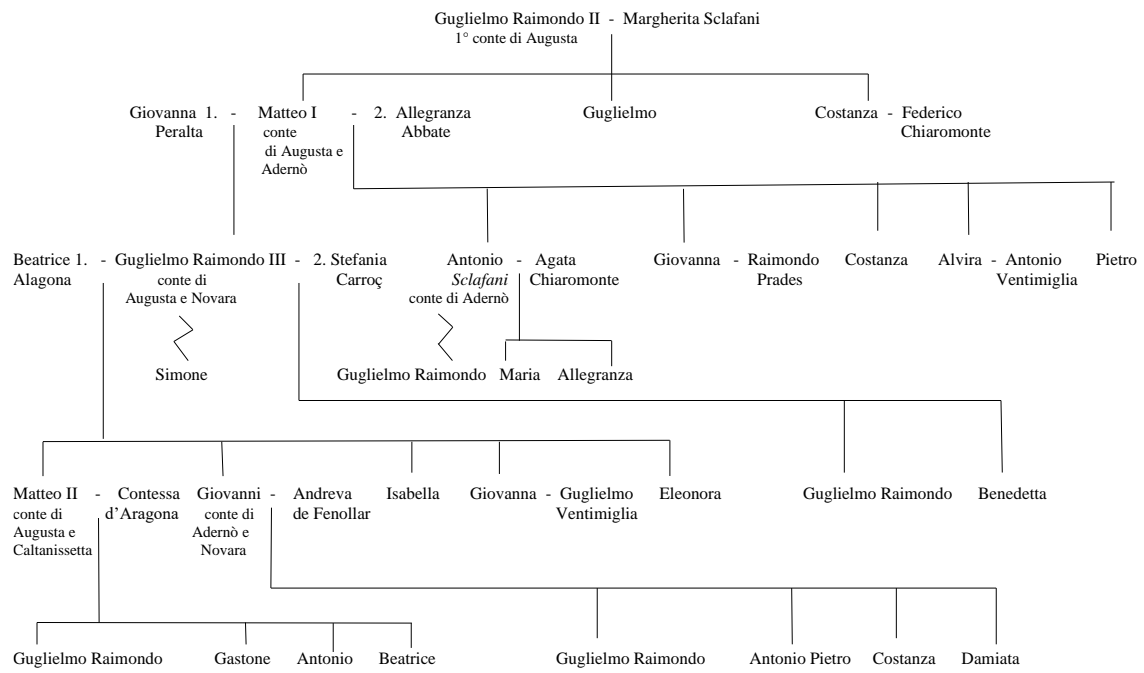 Guglielmo Raimondo II - Margherita Sclafani
1° conte di Augusta
Giovanna 1. - Matteo I - 2. Allegranza Guglielmo Costanza - Federico
Peralta conte Abbate Chiaromonte
di Augusta e
Adernò
Beatrice 1. - Guglielmo Raimondo III - 2. Stefania Antonio - Agata Giovanna - Raimondo Costanza Alvira - Antonio Pietro
Alagona conte di Carroç Sclafani Chiaromonte Prades Ventimiglia
Augusta e Novara conte di Adernò
Simone Guglielmo Raimondo Maria Allegranza
Matteo II - Contessa Giovanni - Andreva Isabella Giovanna - Guglielmo Eleonora Guglielmo Raimondo Benedetta
conte di d'Aragona conte di de Fenollar Ventimiglia
Augusta e Adernò e
Caltanissetta Novara
Guglielmo Raimondo Gastone Antonio Beatrice Guglielmo Raimondo Antonio Pietro Costanza Damiata